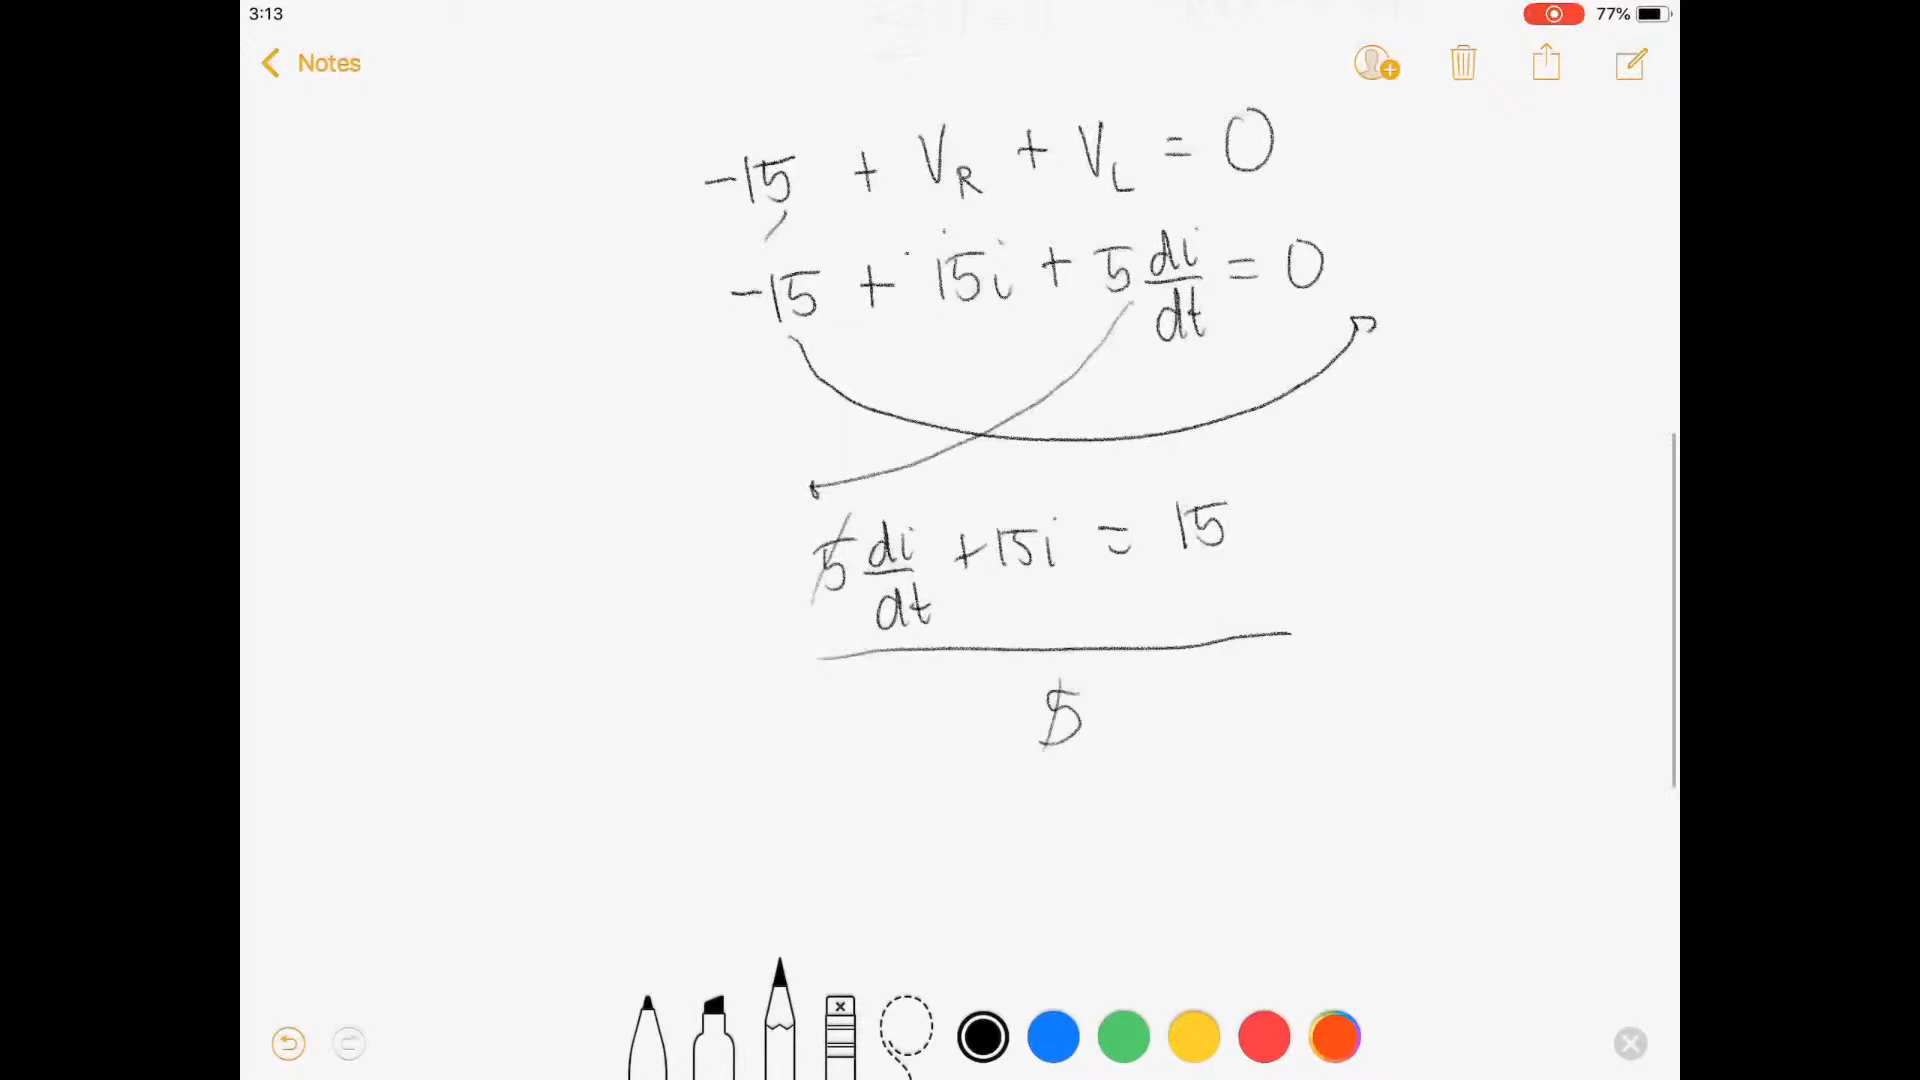 3:13
77%
Notes
-15 + V_R + V_L = 0
-15 + 15i + 5 di/dt = 0
5 di/dt + 15i = 15
5